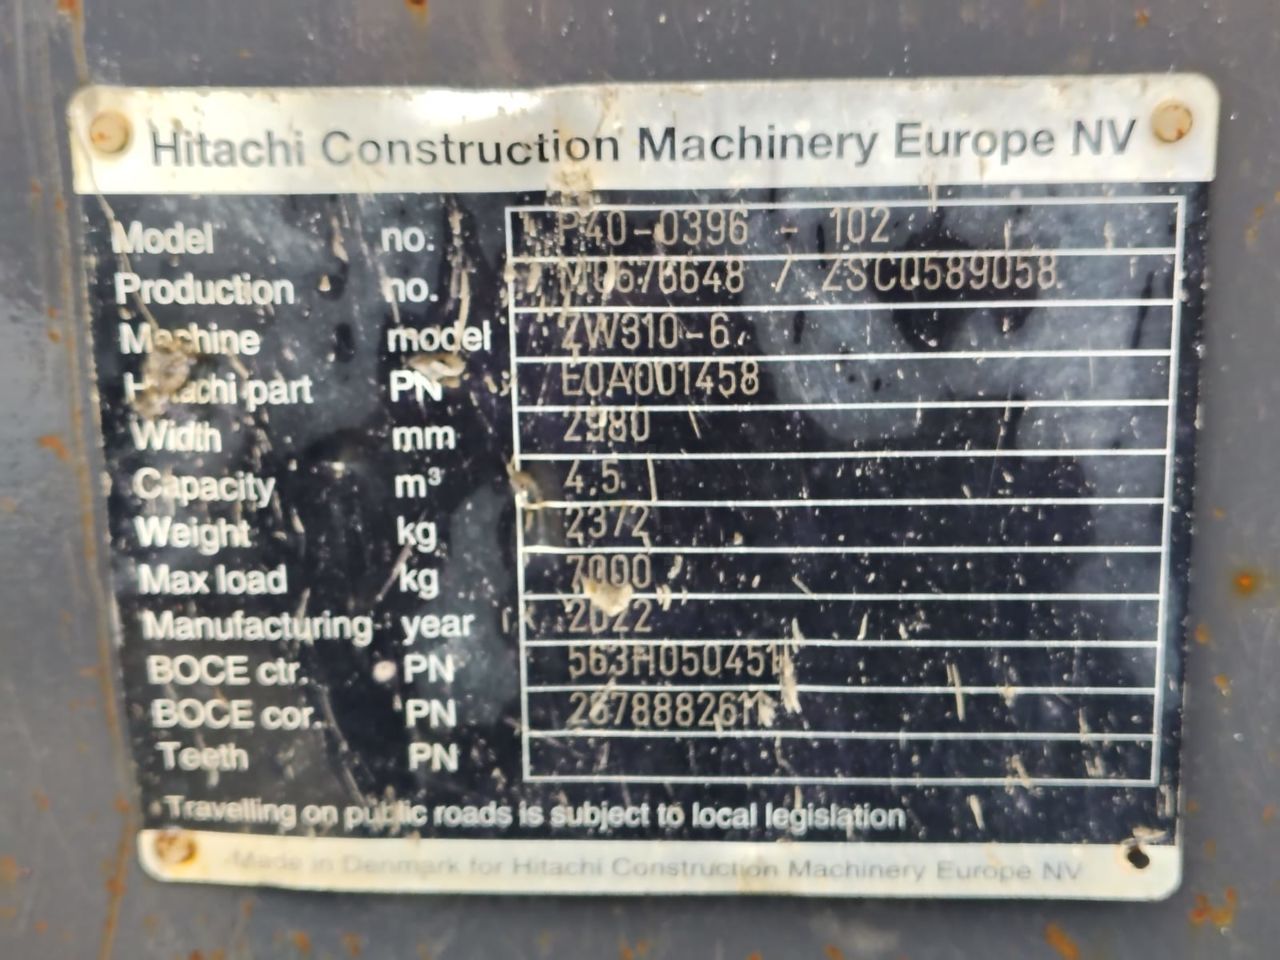 Hitachi Construction Machinery Europe NV
Model no. P40-0396 - 102
Production no. M0676648 / ZSC0589058
Machine model ZW310-6
Hitachi part PN E0A001458
Width mm 2980
Capacity m³ 4.5
Weight kg 2372
Max load kg 7000
Manufacturing year 2022
BOCE ctr. PN 563H050451
BOCE cor. PN
Teeth PN
Travelling on public roads is subject to local legislation
Made in Denmark for Hitachi Construction Machinery Europe NV